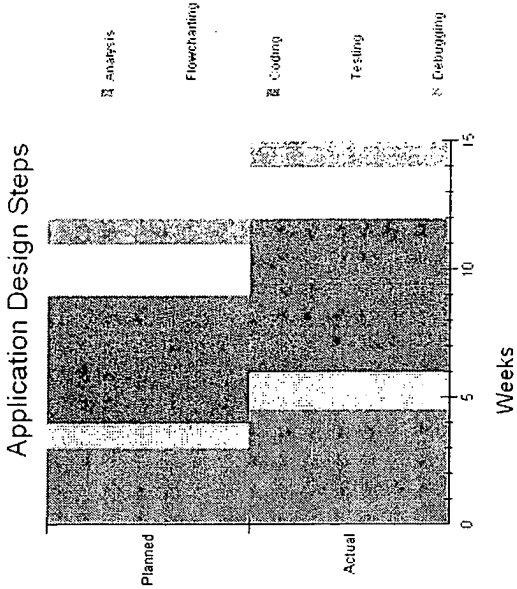 Application Design Steps
Planned
Actual
0
5
10
15
Weeks
Analysis
Flowcharting
Coding
Testing
Debugging